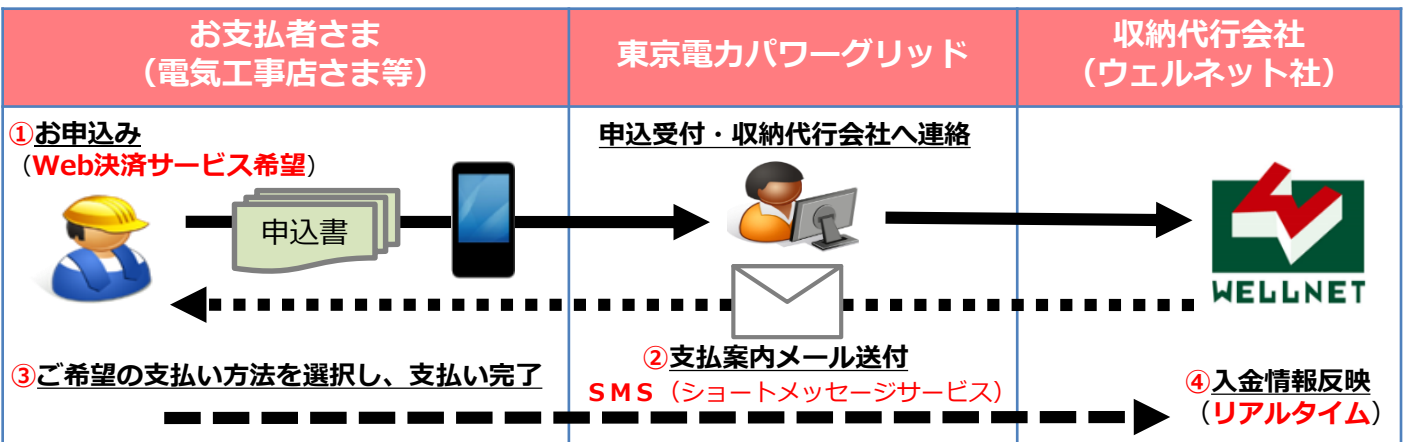 お支払者さま
（電気工事店さま等）
東京電力パワーグリッド
収納代行会社
（ウェルネット社）
①お申込み
（Web決済サービス希望）
申込書
申込受付・収納代行会社へ連絡
WELLNET
②支払案内メール送付
ＳＭＳ（ショートメッセージサービス）
③ご希望の支払い方法を選択し、支払い完了
④入金情報反映
（リアルタイム）